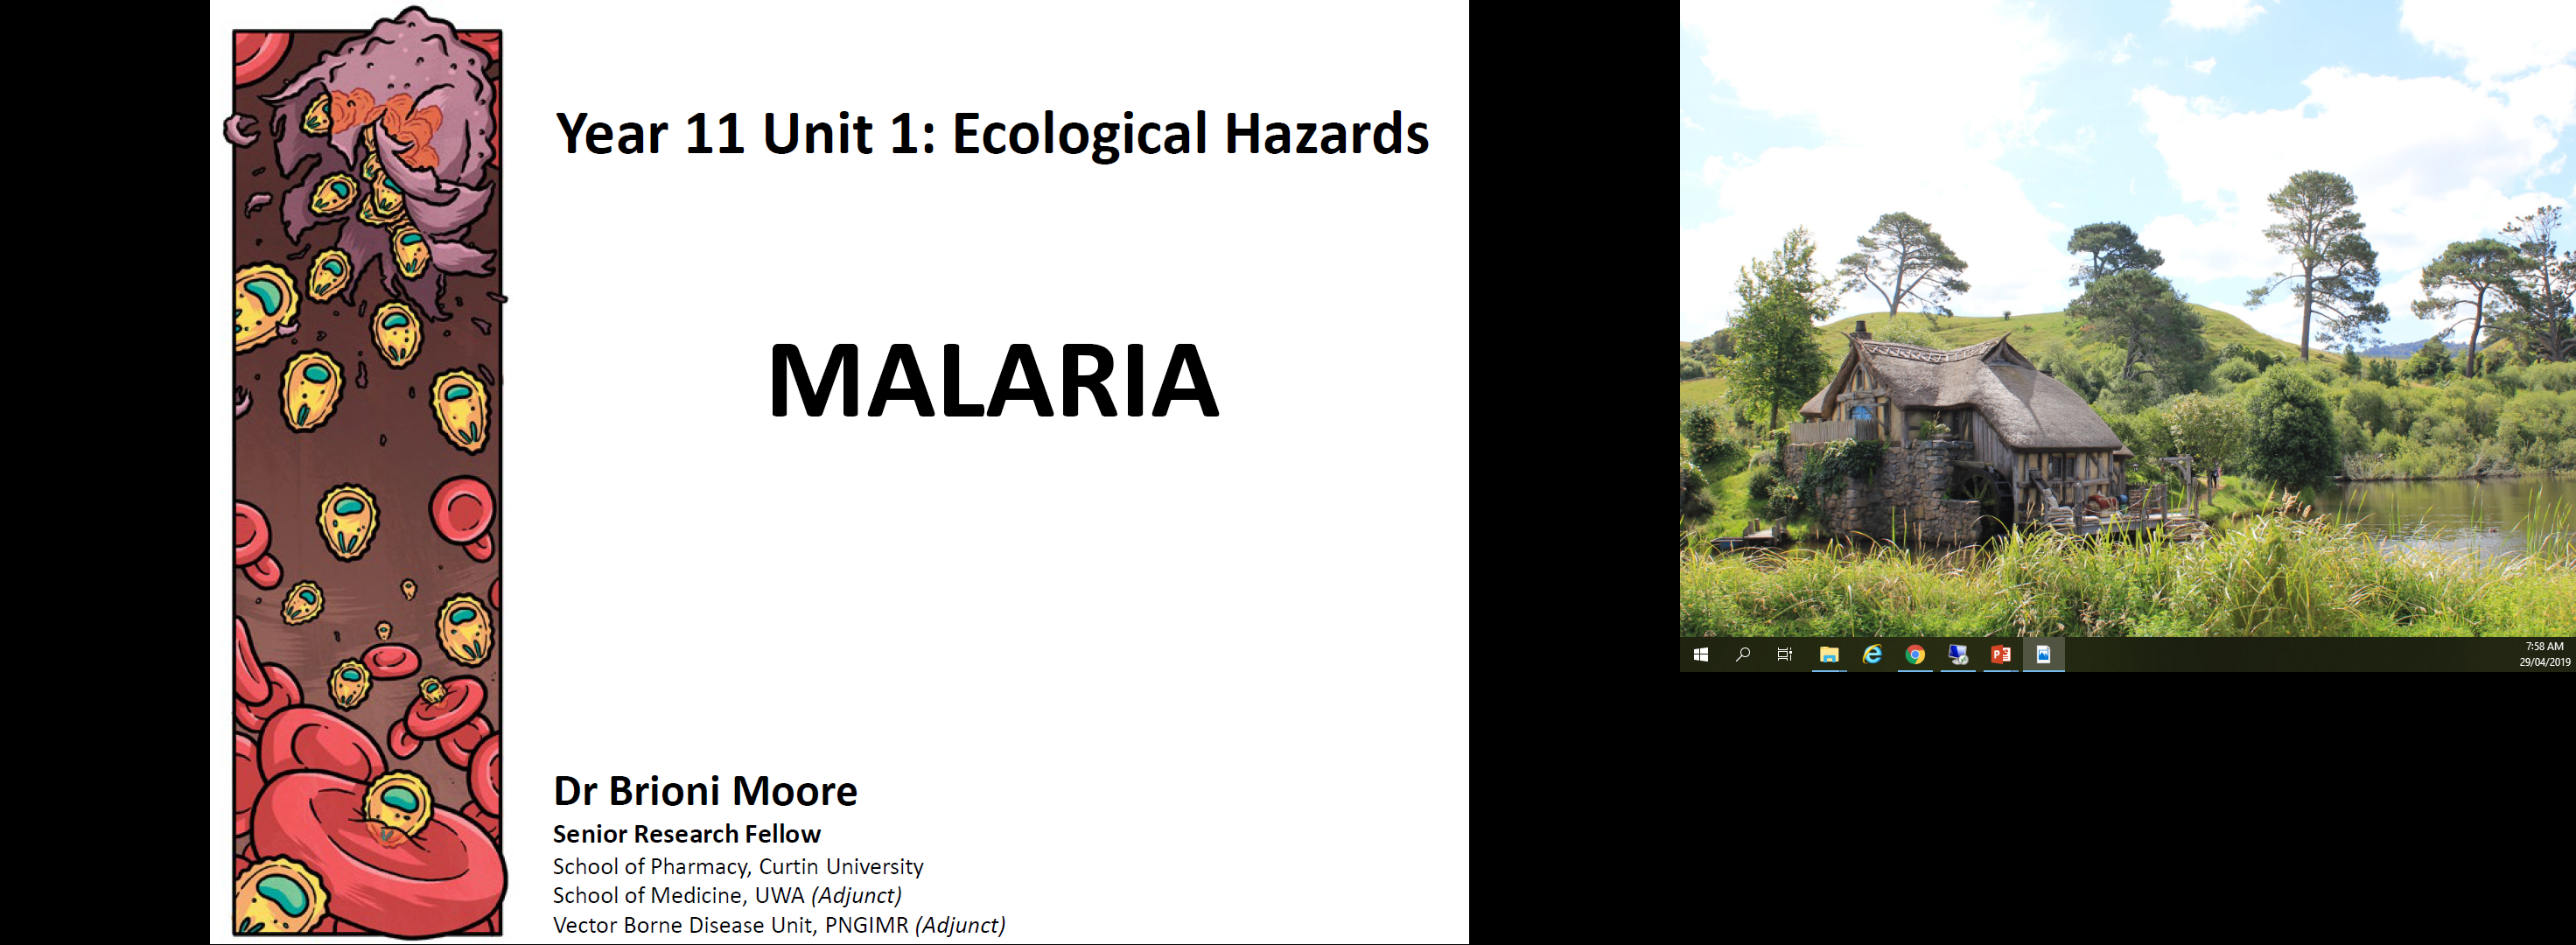 Year 11 Unit 1: Ecological Hazards
MALARIA
Dr Brioni Moore
Senior Research Fellow
School of Pharmacy, Curtin University
School of Medicine, UWA (Adjunct)
Vector Borne Disease Unit, PNGIMR (Adjunct)
7:58 AM
29/04/2019